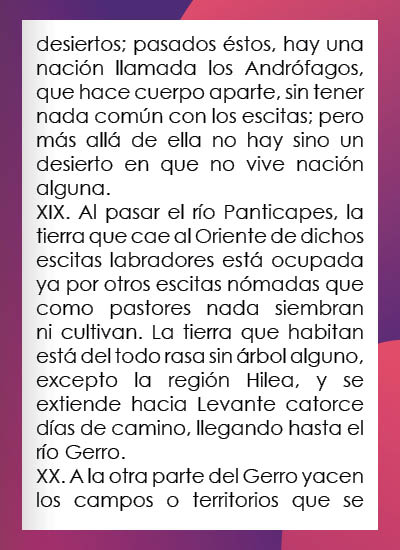 desiertos; pasados éstos, hay una
nación llamada los Andrófagos,
que hace cuerpo aparte, sin tener
nada común con los escitas; pero
más allá de ella no hay sino un
desierto en que no vive nación
alguna.
XIX. Al pasar el río Panticapes, la
tierra que cae al Oriente de dichos
escitas labradores está ocupada
ya por otros escitas nómadas que
como pastores nada siembran
ni cultivan. La tierra que habitan
está del todo rasa sin árbol alguno,
excepto la región Hilea, y se
extiende hacia Levante catorce
días de camino, llegando hasta el
río Gerro.
XX. A la otra parte del Gerro yacen
los campos o territorios que se